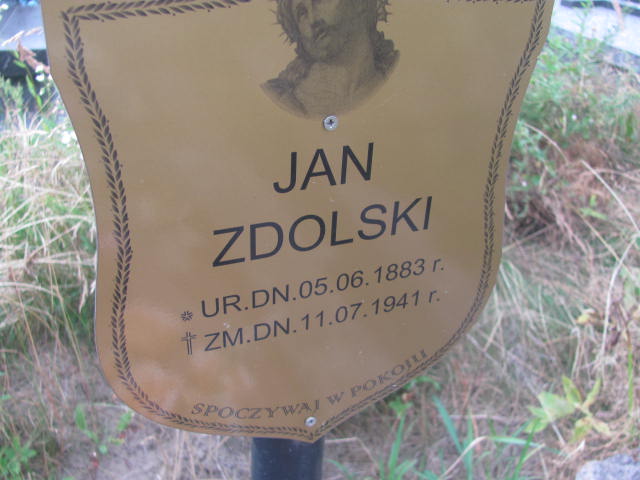 JAN
ZDOLSKI
* UR.DN.05.06.1883 r.
† ZM.DN.11.07.1941 r.
SPOCZYWAJ W POKOJU